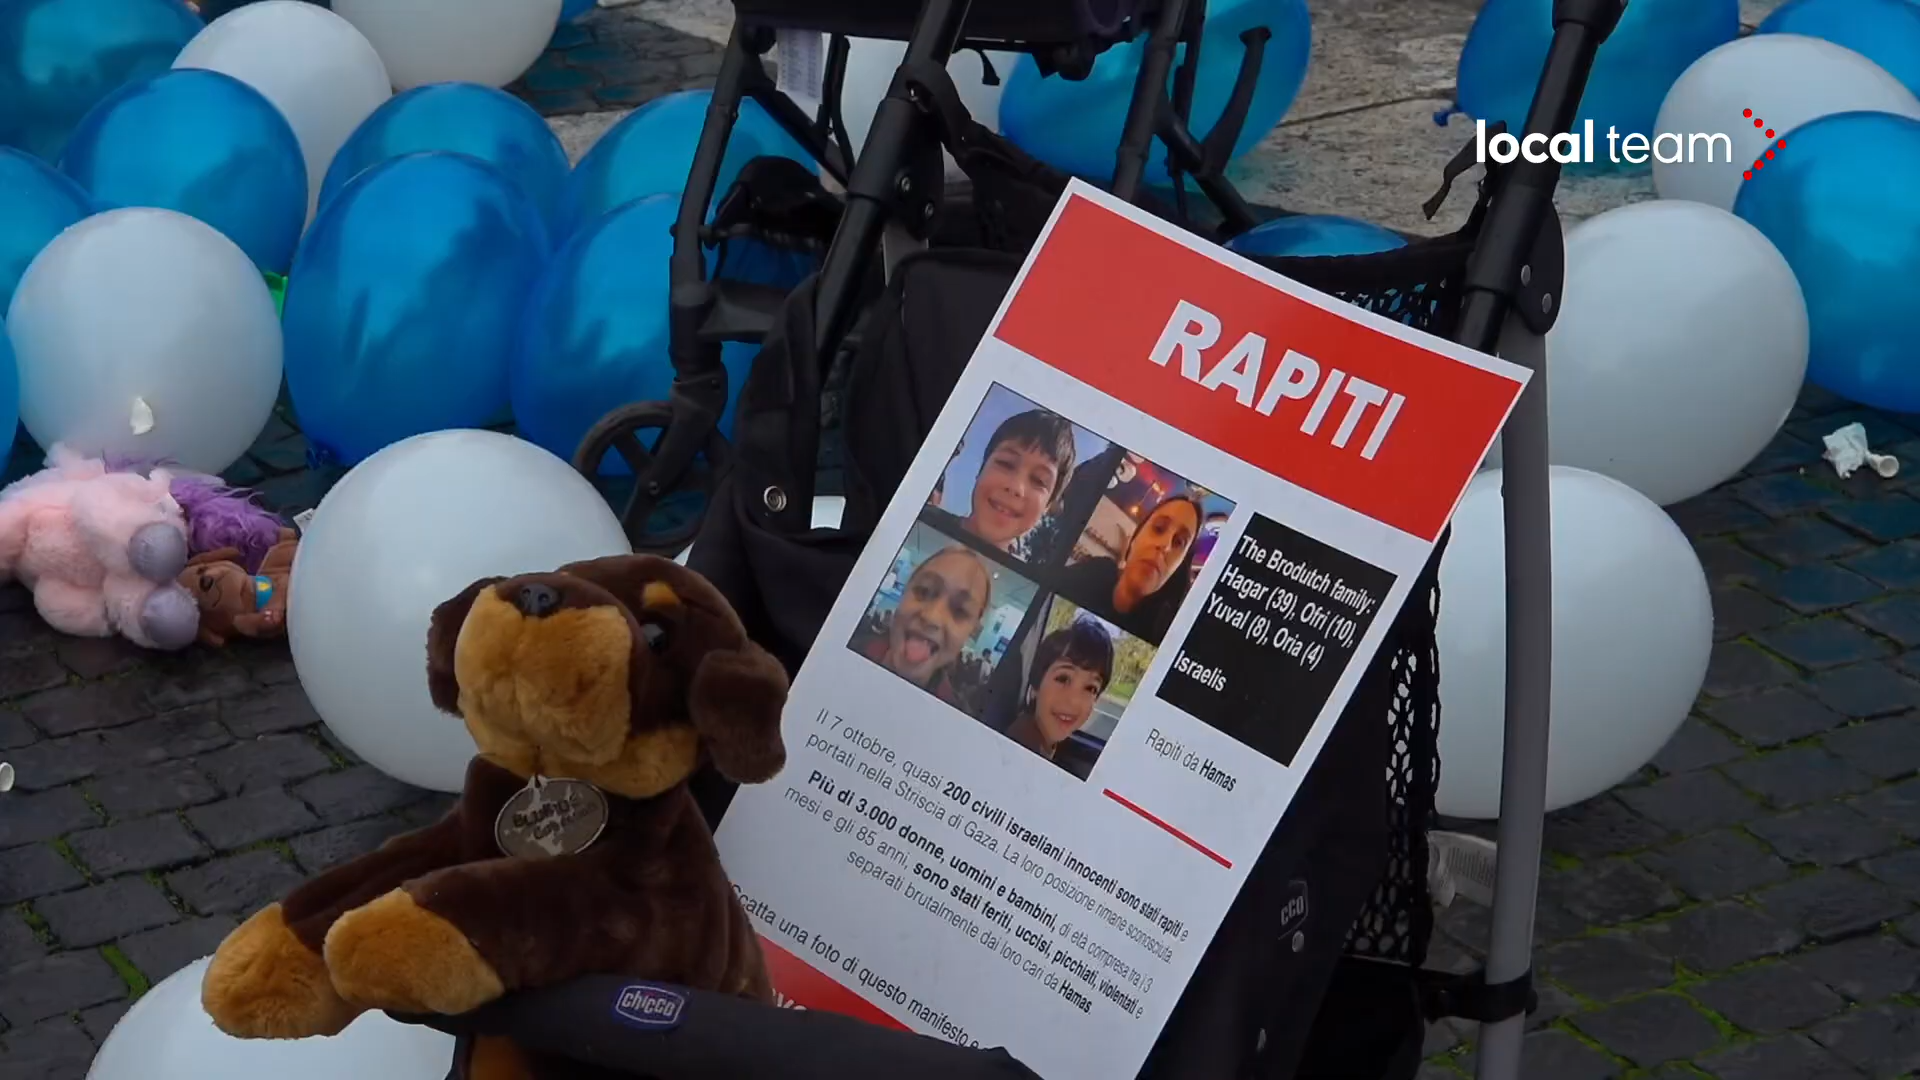 local team
RAPITI
The Brodutch family:
Hagar (39), Ofri (10),
Yuval (8), Oria (4)
Israelis
Rapiti da Hamas
Il 7 ottobre, quasi 200 civili israeliani innocenti sono stati rapiti e
portati nella Striscia di Gaza. La loro posizione rimane sconosciuta.
Più di 3.000 donne, uomini e bambini, di età compresa tra i 3
mesi e gli 85 anni, sono stati feriti, uccisi, picchiati, violentati e
separati brutalmente dai loro cari da Hamas.
Scatta una foto di questo manifesto e
chicco
cco